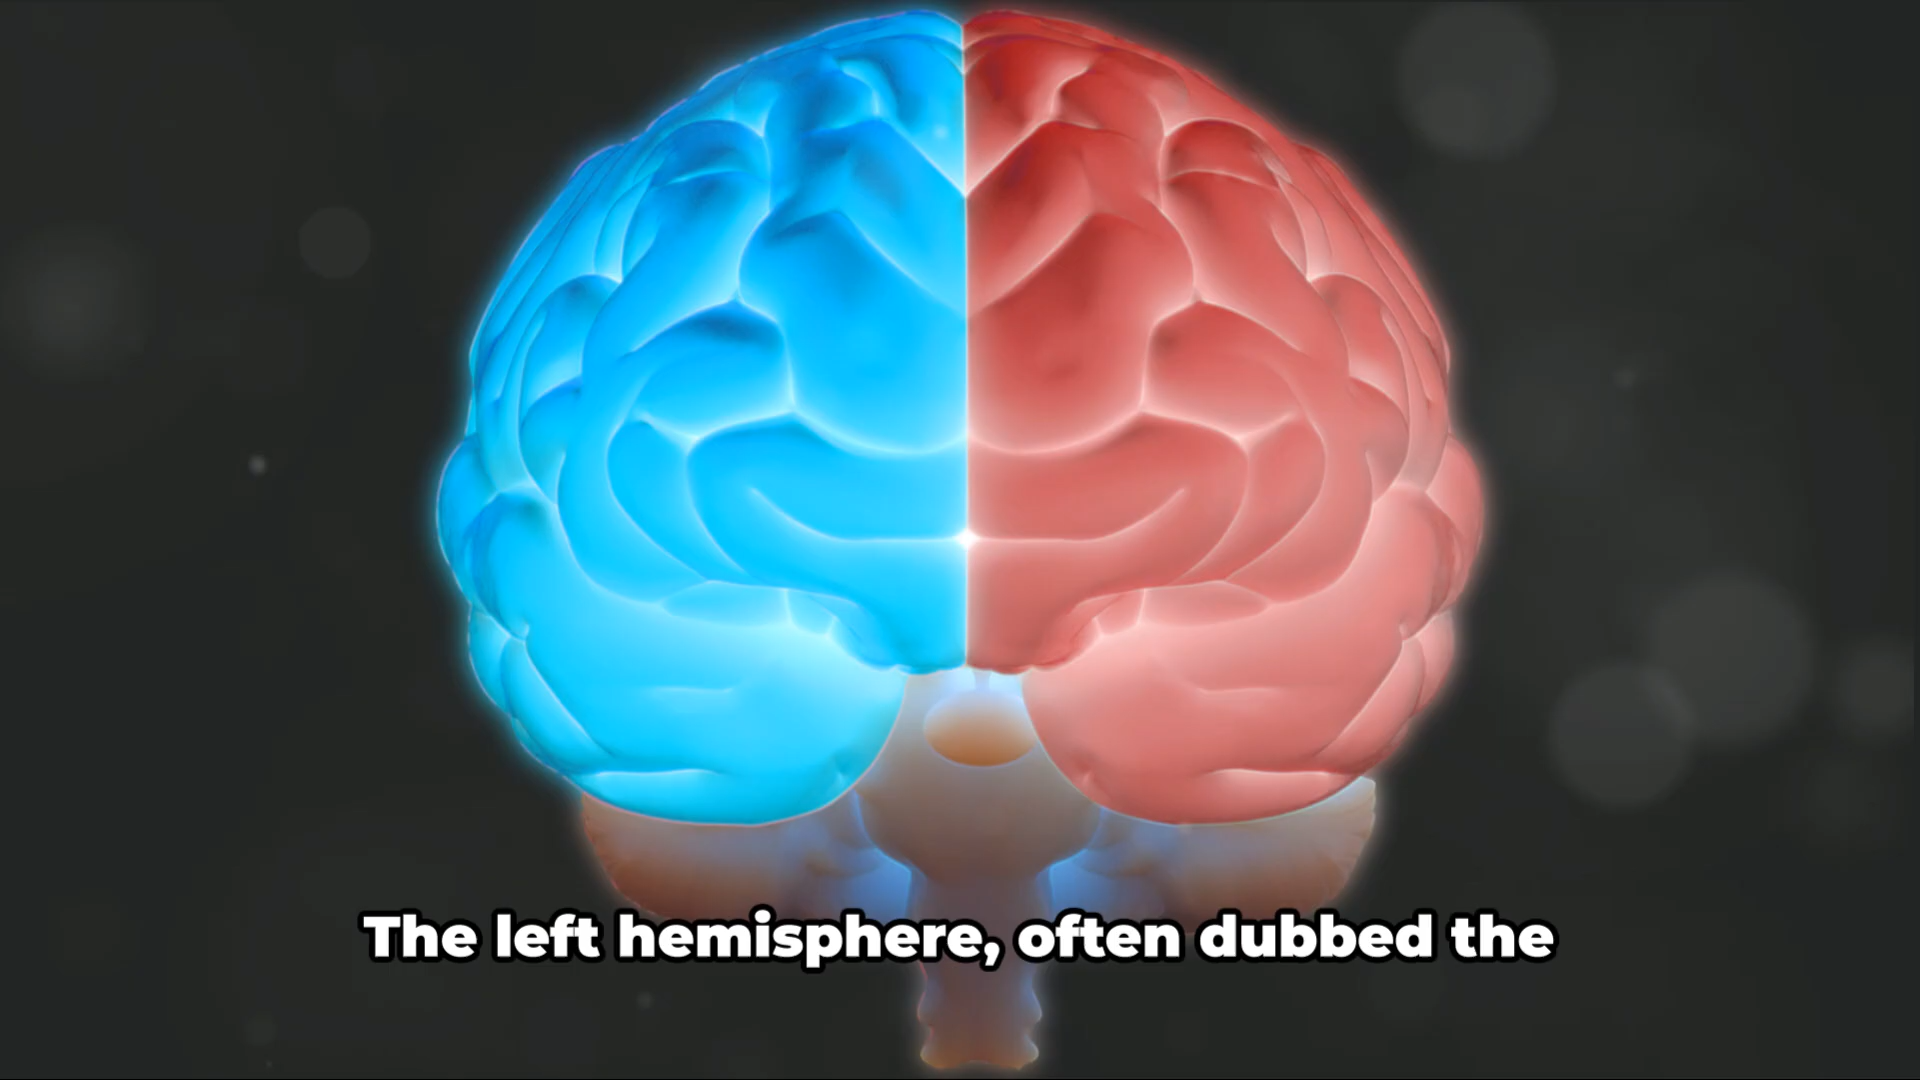 The left hemisphere, often dubbed the